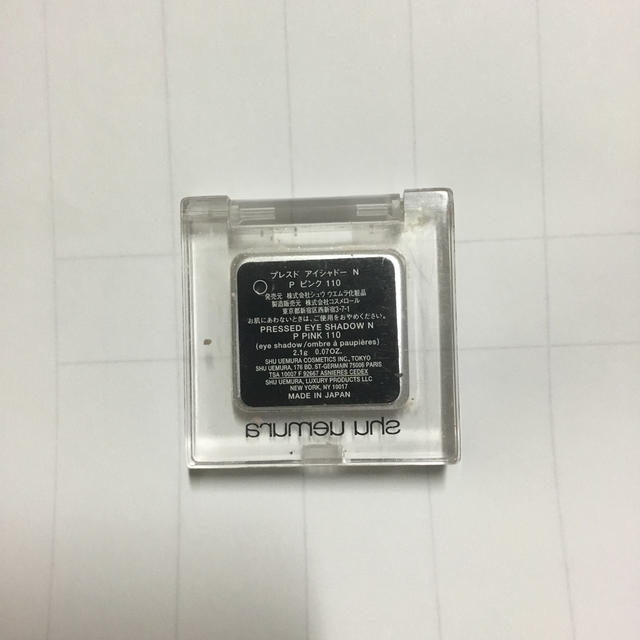 プレスド アイシャドー N
P ピンク 110
発売元 株式会社シュウ ウエムラ化粧品
製造販売元 株式会社コスメロール
東京都新宿区西新宿3-7-1
お肌にあわないときは、ご使用をおやめください。
PRESSED EYE SHADOW N
P PINK 110
(eye shadow/ombre à paupières)
2.1g 0.07OZ.
SHU UEMURA COSMETICS INC., TOKYO
SHU UEMURA, 176 BD. ST-GERMAIN 75006 PARIS
TSA 10007 F 92667 ASNIERES CEDEX
SHU UEMURA, LUXURY PRODUCTS LLC
NEW YORK, NY 10017
MADE IN JAPAN
shu uemura